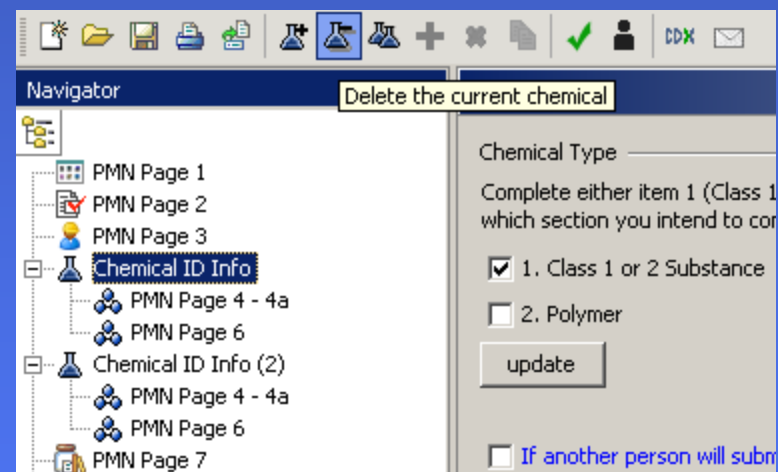 CDX
Navigator
Delete the current chemical
PMN Page 1
PMN Page 2
PMN Page 3
Chemical ID Info
PMN Page 4 - 4a
PMN Page 6
Chemical ID Info (2)
PMN Page 4 - 4a
PMN Page 6
PMN Page 7
Chemical Type
Complete either item 1 (Class 1
which section you intend to
1. Class 1 or 2 Substance
2. Polymer
update
If another person will